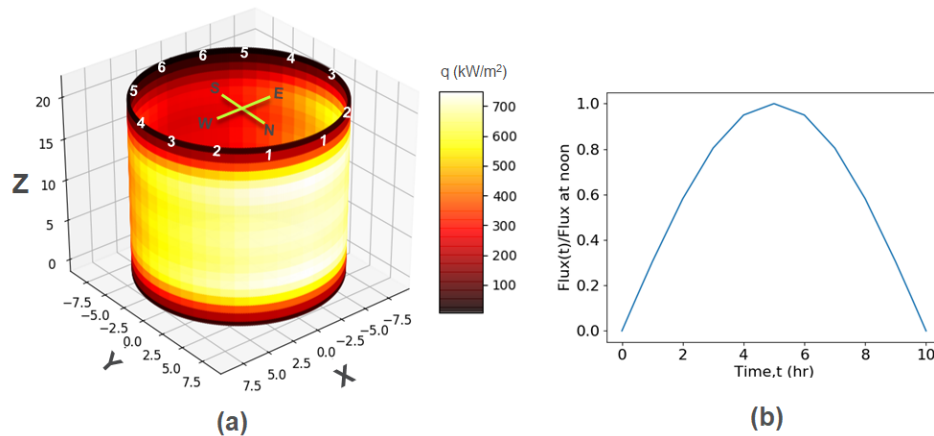 q (kW/m²)
6 5 4
6 3
5 S E 2
4 W N
3 2 1 1
20
15
10
5
0
Z
−7.5
−5.0
−2.5
0.0
2.5
5.0
7.5
Y
7.5
5.0
2.5
0.0
−2.5
−5.0
−7.5
X
700
600
500
400
300
200
100
(a)
Flux(t)/Flux at noon
1.0
0.8
0.6
0.4
0.2
0.0
0 2 4 6 8 10
Time,t (hr)
(b)